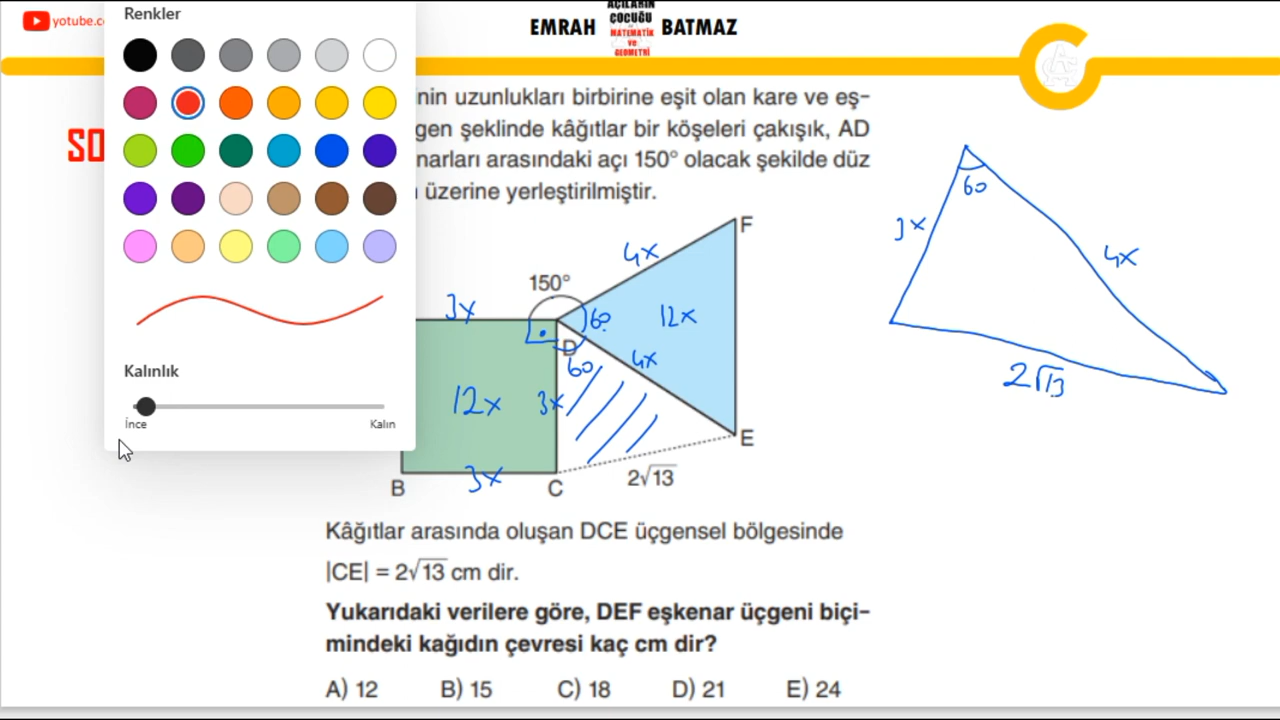 Renkler
yotube.c
EMRAH
AÇILARIN
ÇOCUĞU
MATEMATİK
ve
GEOMETRİ
BATMAZ
SO
nin uzunlukları birbirine eşit olan kare ve eş-
gen şeklinde kâğıtlar bir köşeleri çakışık, AD
narları arasındaki açı 150° olacak şekilde düz
üzerine yerleştirilmiştir.
F
4x
150°
3x
60
12x
D
4x
60
12x
3x
E
3x
2√13
B
C
60
3x
4x
2√13
Kalınlık
İnce
Kalın
Kâğıtlar arasında oluşan DCE üçgensel bölgesinde
|CE| = 2√13 cm dir.
Yukarıdaki verilere göre, DEF eşkenar üçgeni biçi-
mindeki kağıdın çevresi kaç cm dir?
A) 12 B) 15 C) 18 D) 21 E) 24